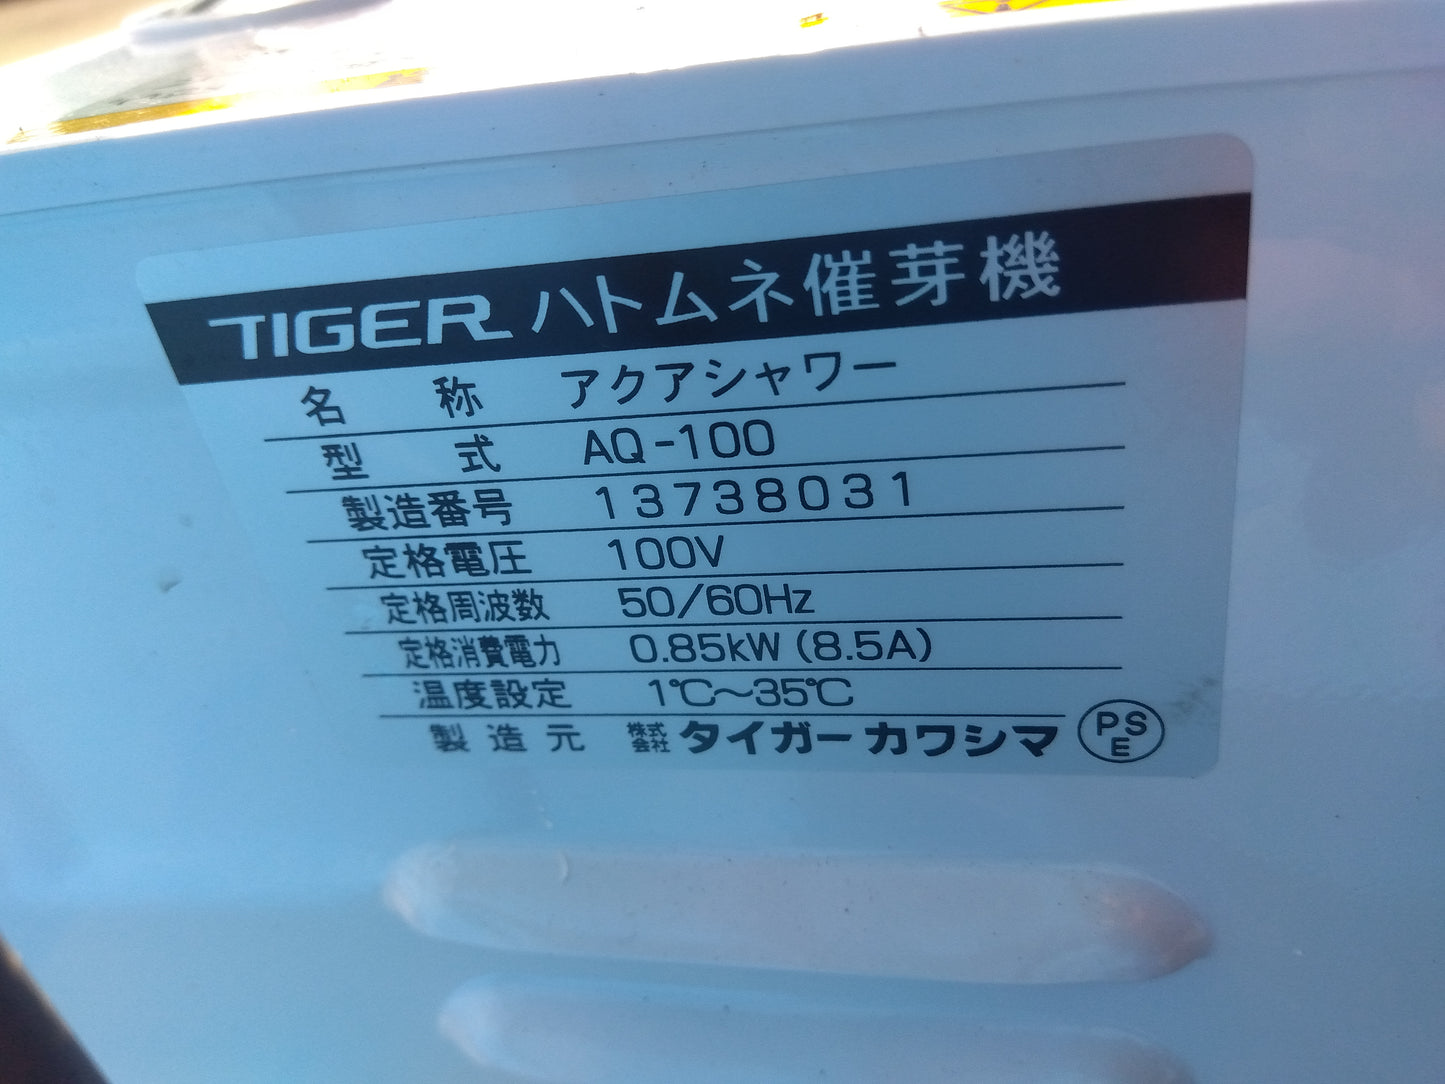 TIGER ハトムネ催芽機
名称 アクアシャワー
型式 AQ-100
製造番号 13738031
定格電圧 100V
定格周波数 50/60Hz
定格消費電力 0.85kW (8.5A)
温度設定 1℃～35℃
製造元 株式会社 タイガーカワシマ PSE